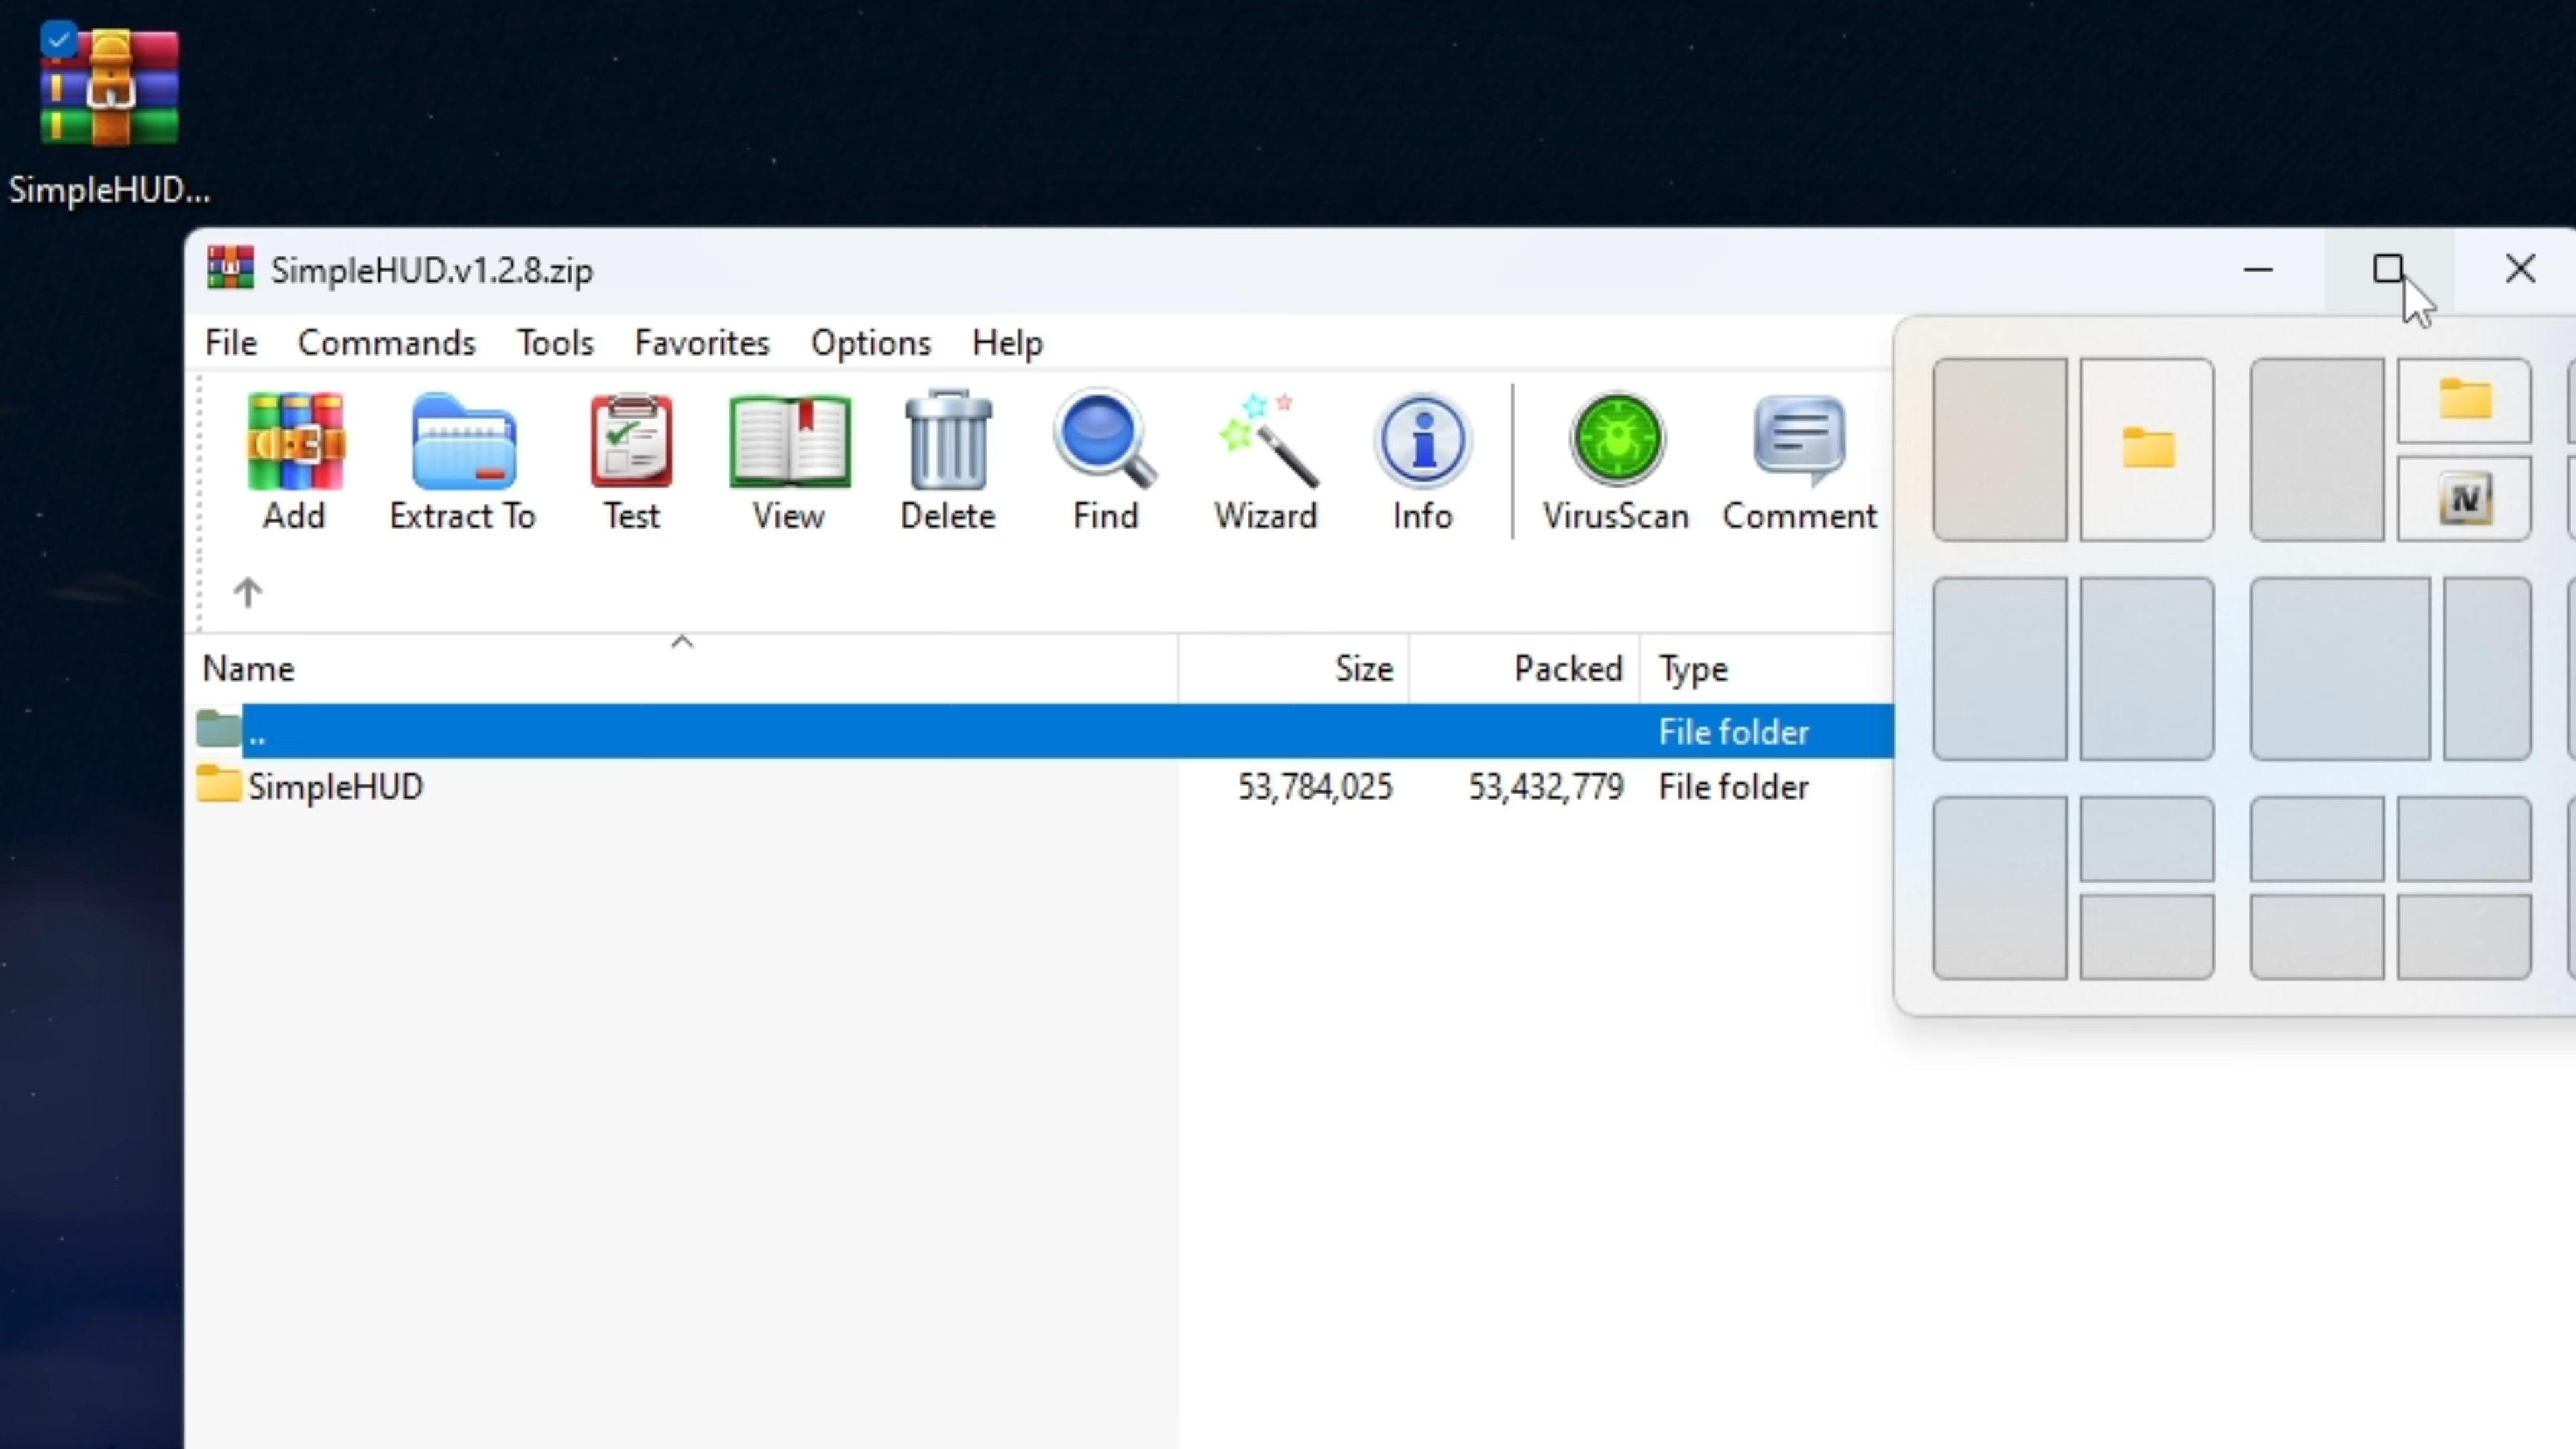 SimpleHUD...
SimpleHUD.v1.2.8.zip
File Commands Tools Favorites Options Help
Add Extract To Test View Delete Find Wizard Info VirusScan Comment
Name Size Packed Type
.. File folder
SimpleHUD 53,784,025 53,432,779 File folder